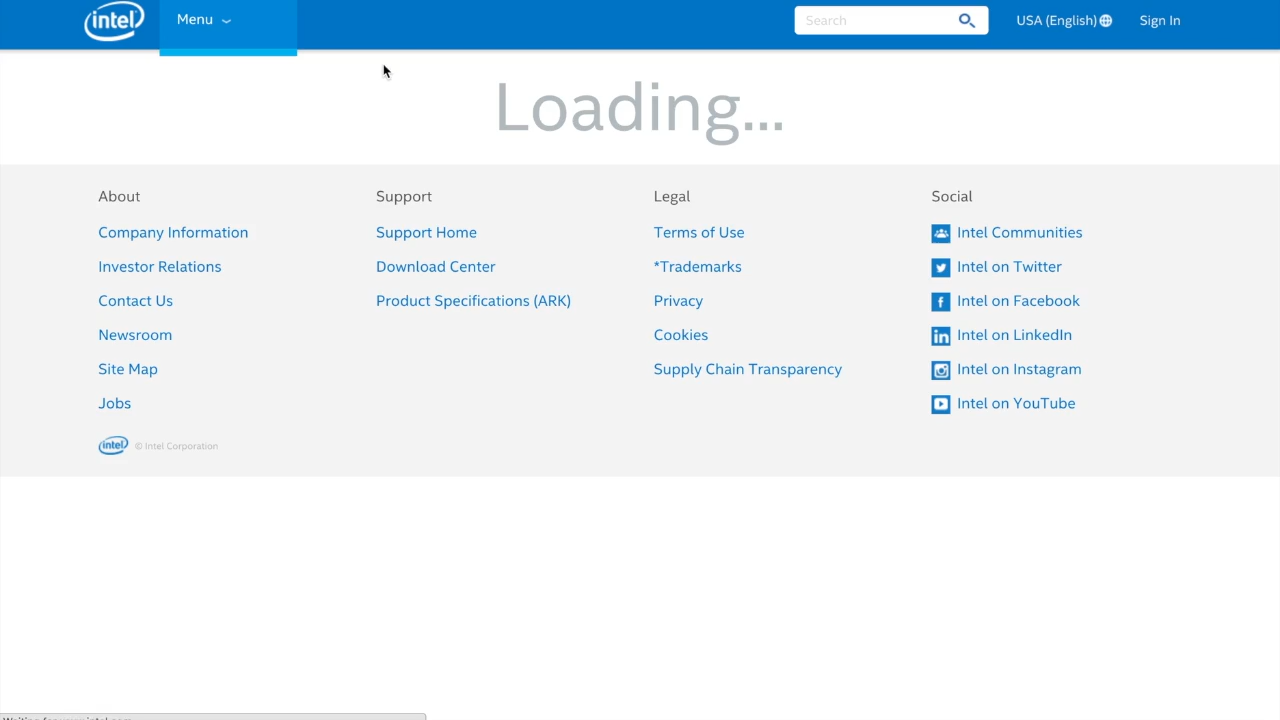 intel
Menu
Search
USA (English)
Sign In
Loading...
About
Company Information
Investor Relations
Contact Us
Newsroom
Site Map
Jobs
Support
Support Home
Download Center
Product Specifications (ARK)
Legal
Terms of Use
*Trademarks
Privacy
Cookies
Supply Chain Transparency
Social
Intel Communities
Intel on Twitter
Intel on Facebook
Intel on LinkedIn
Intel on Instagram
Intel on YouTube
intel © Intel Corporation